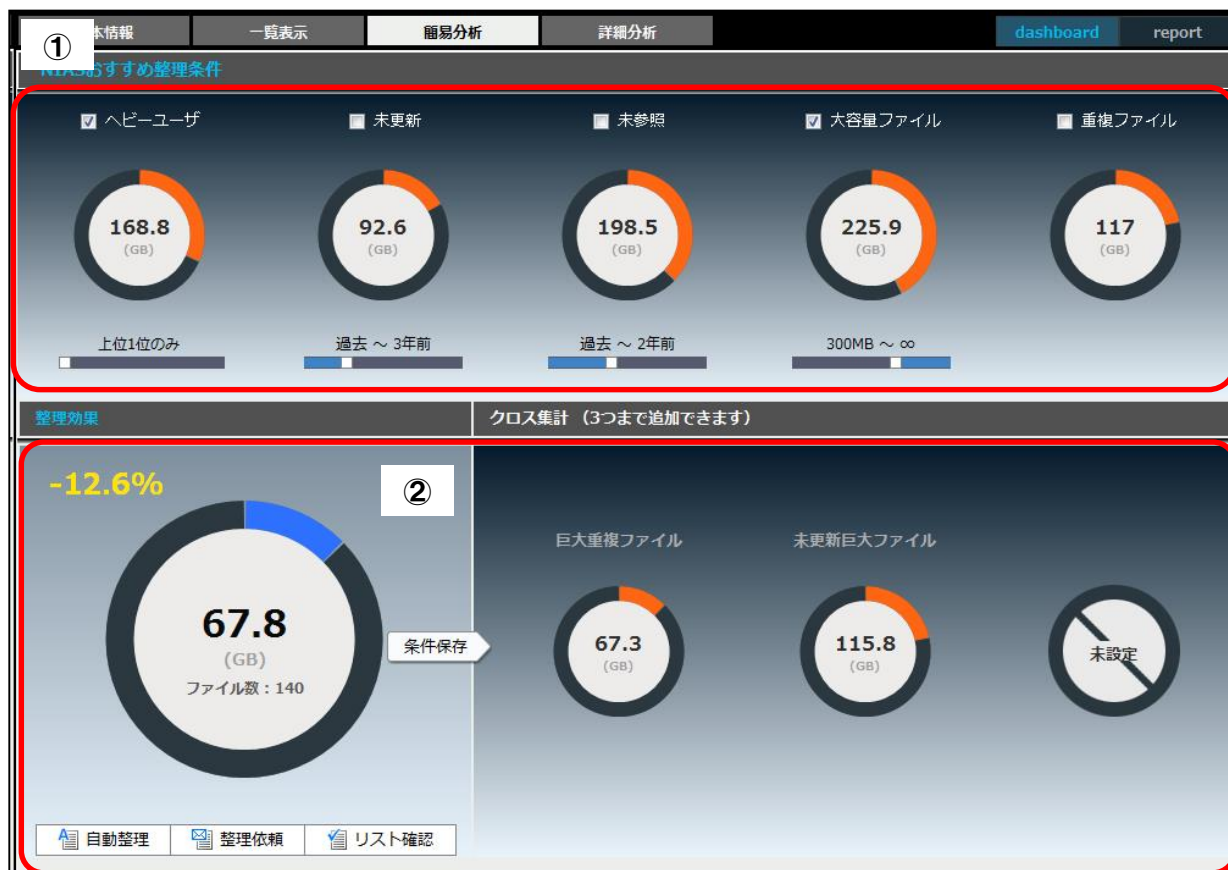 ①
本情報 一覧表示 簡易分析 詳細分析 dashboard report
NIASおすすめ整理条件
ヘビーユーザ 未更新 未参照 大容量ファイル 重複ファイル
168.8 92.6 198.5 225.9 117
(GB) (GB) (GB) (GB) (GB)
上位1位のみ 過去 ～ 3年前 過去 ～ 2年前 300MB ～ ∞
整理効果 クロス集計 (3つまで追加できます)
-12.6%
②
巨大重複ファイル 未更新巨大ファイル
67.8
(GB)
ファイル数：140
条件保存
67.3 115.8 未設定
(GB) (GB)
自動整理 整理依頼 リスト確認